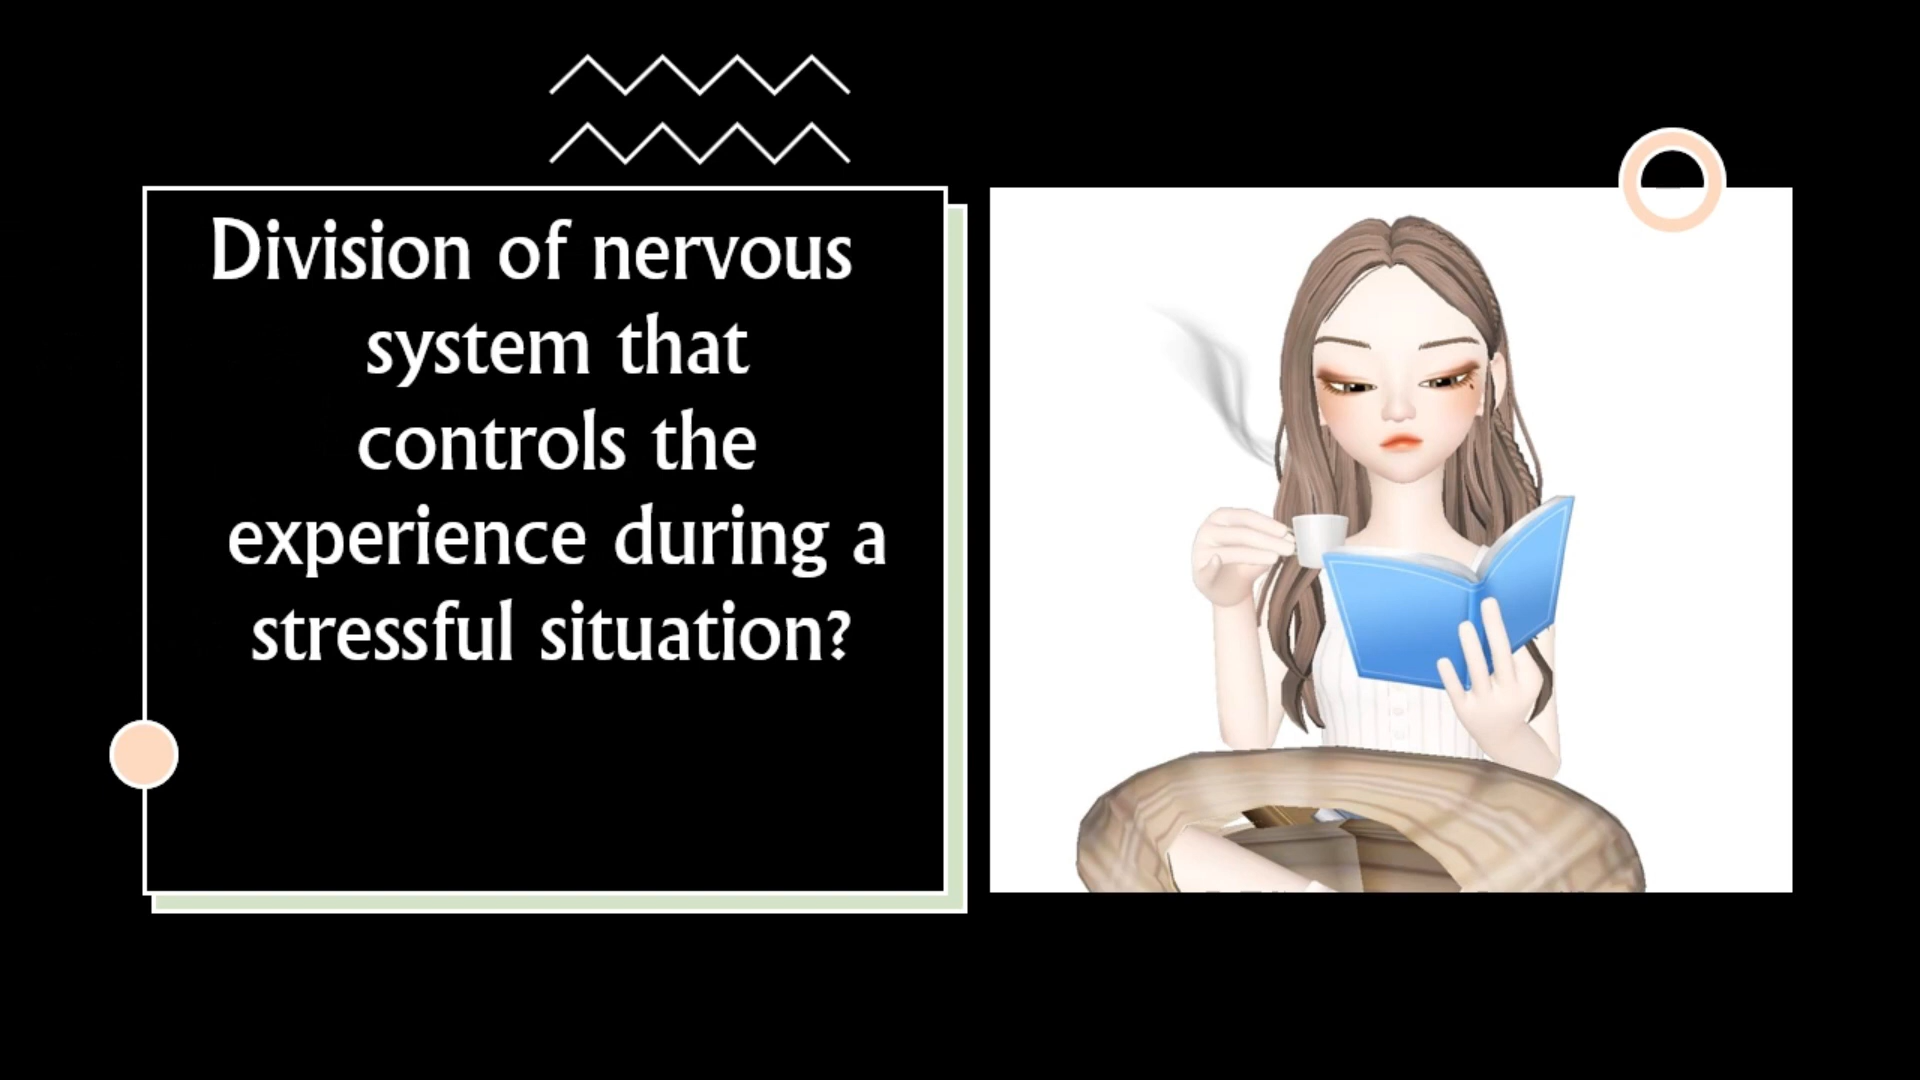 Division of nervous
system that
controls the
experience during a
stressful situation?